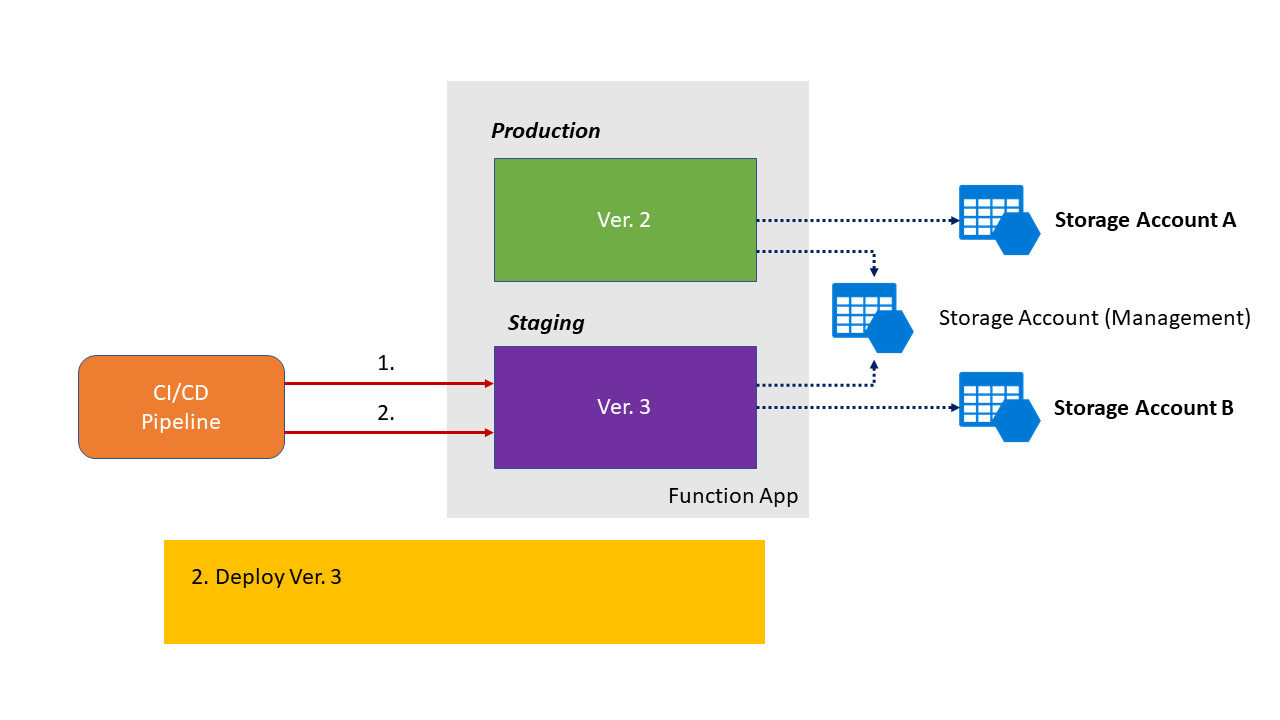 Production
Ver. 2
Storage Account A
Storage Account (Management)
Staging
1.
CI/CD
Pipeline
2.
Ver. 3
Storage Account B
Function App
2. Deploy Ver. 3